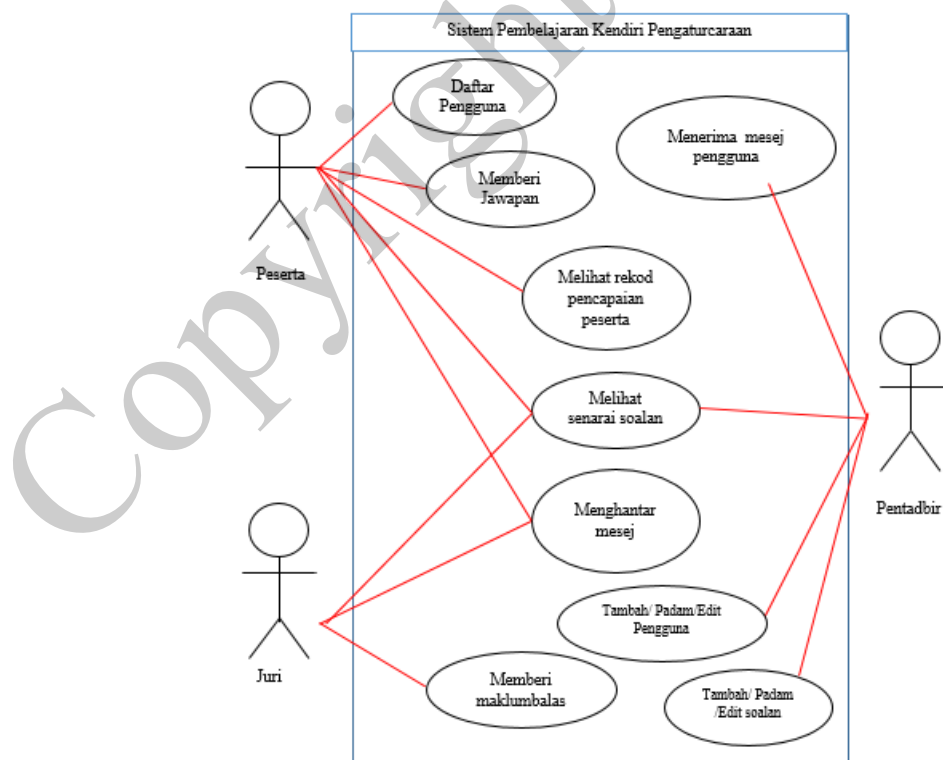 Sistem Pembelajaran Kendiri Pengaturcaraan
Daftar
Pengguna
Menerima mesej
pengguna
Memberi
Jawapan
Peserta
Melihat rekod
pencapaian
peserta
Melihat
senarai soalan
Menghantar
mesej
Pentadbir
Tambah/ Padam/Edit
Pengguna
Juri
Memberi
maklumbalas
Tambah/ Padam
/Edit soalan
Copyright